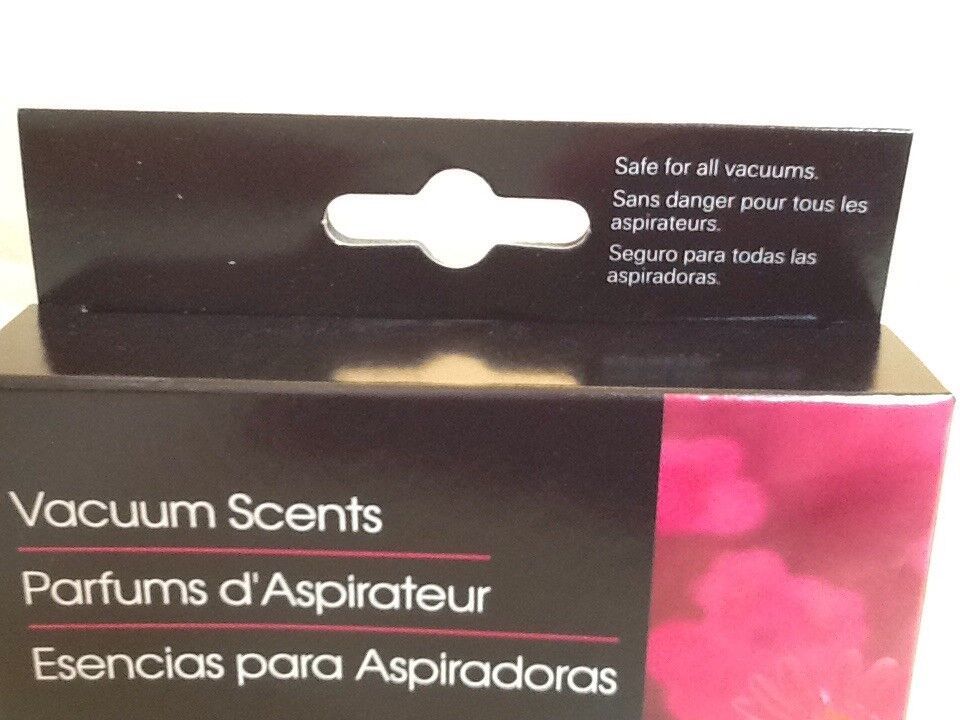 Safe for all vacuums.
Sans danger pour tous les
aspirateurs.
Seguro para todas las
aspiradoras.
Vacuum Scents
Parfums d'Aspirateur
Esencias para Aspiradoras